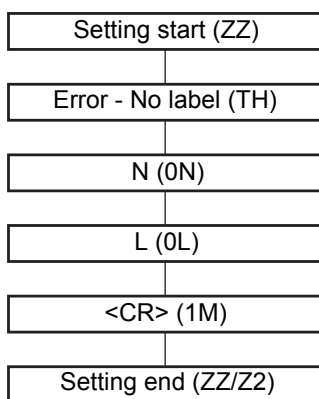 Setting start (ZZ)
Error - No label (TH)
N (0N)
L (0L)
<CR> (1M)
Setting end (ZZ/Z2)